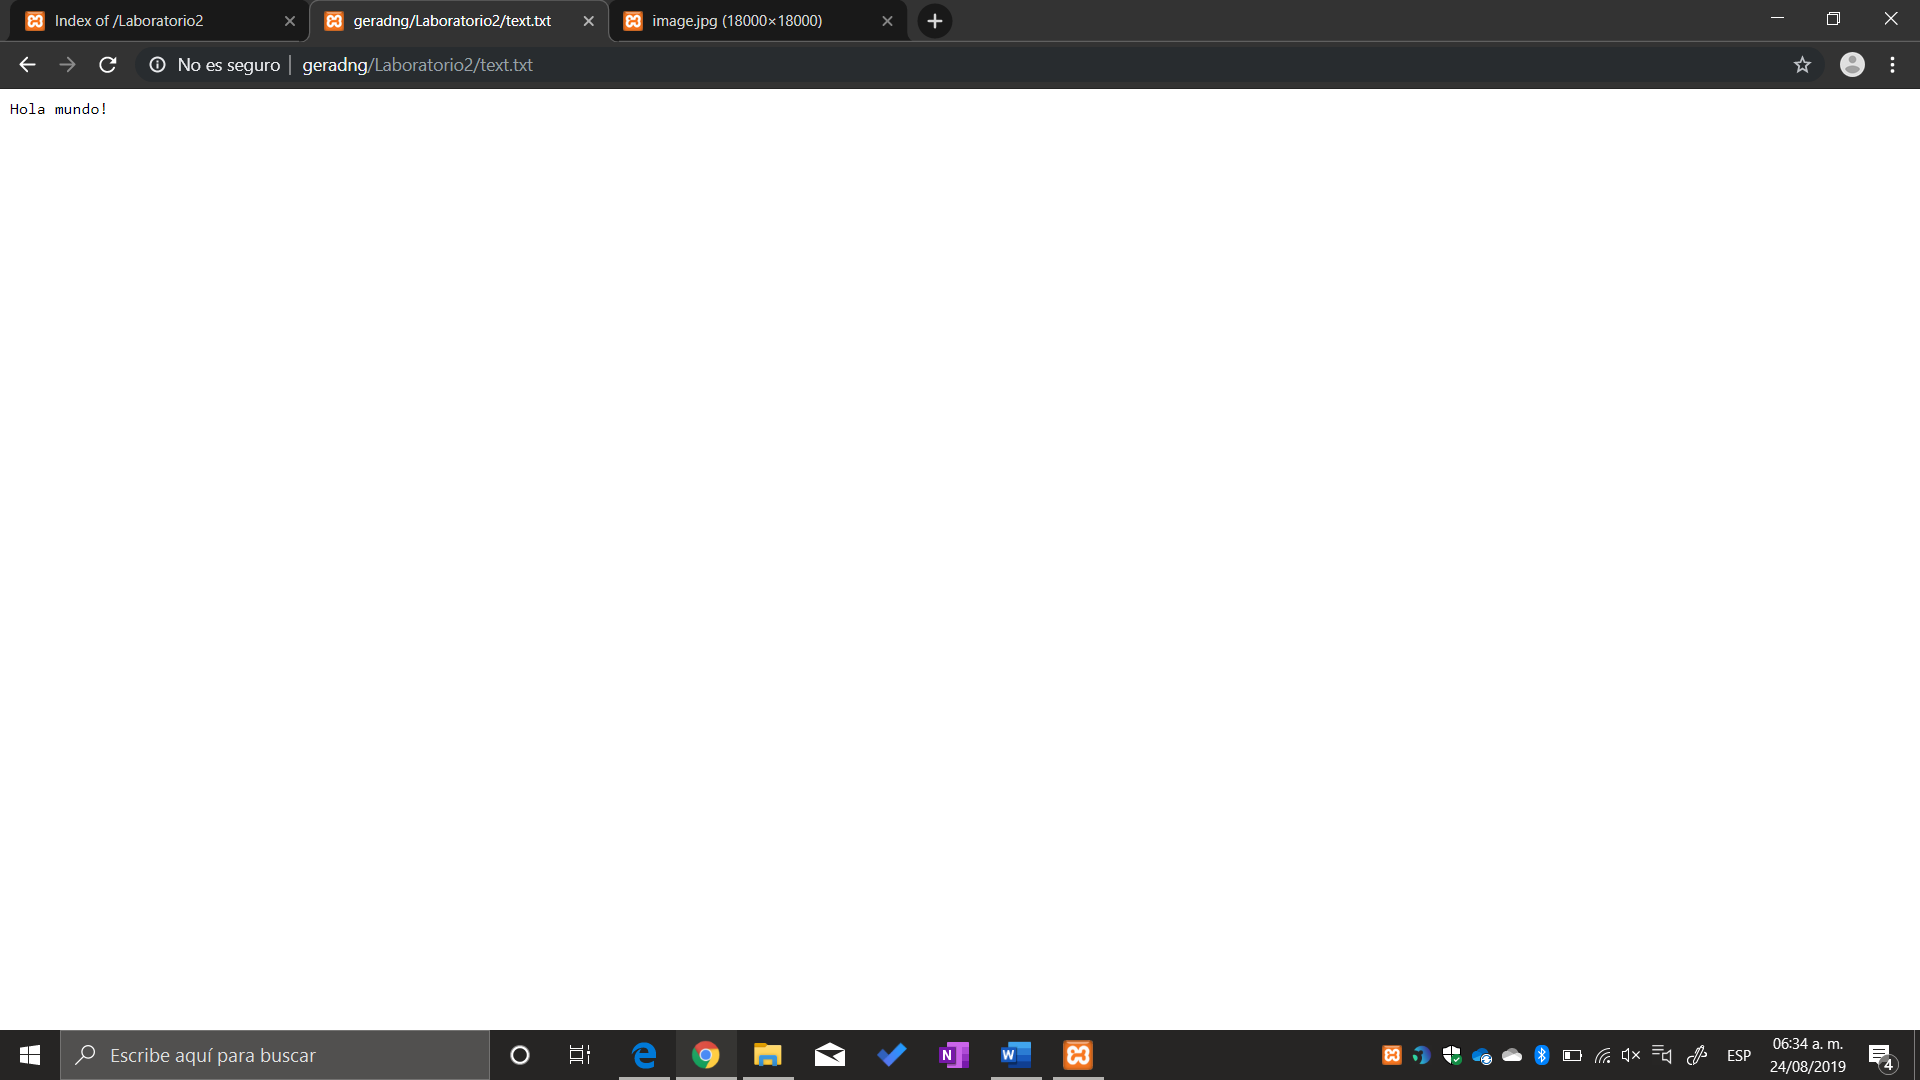 Index of /Laboratorio2
geradng/Laboratorio2/text.txt
image.jpg (18000×18000)
No es seguro | geradng/Laboratorio2/text.txt
Hola mundo!
Escribe aquí para buscar
N
W
ESP
06:34 a. m.
24/08/2019
4